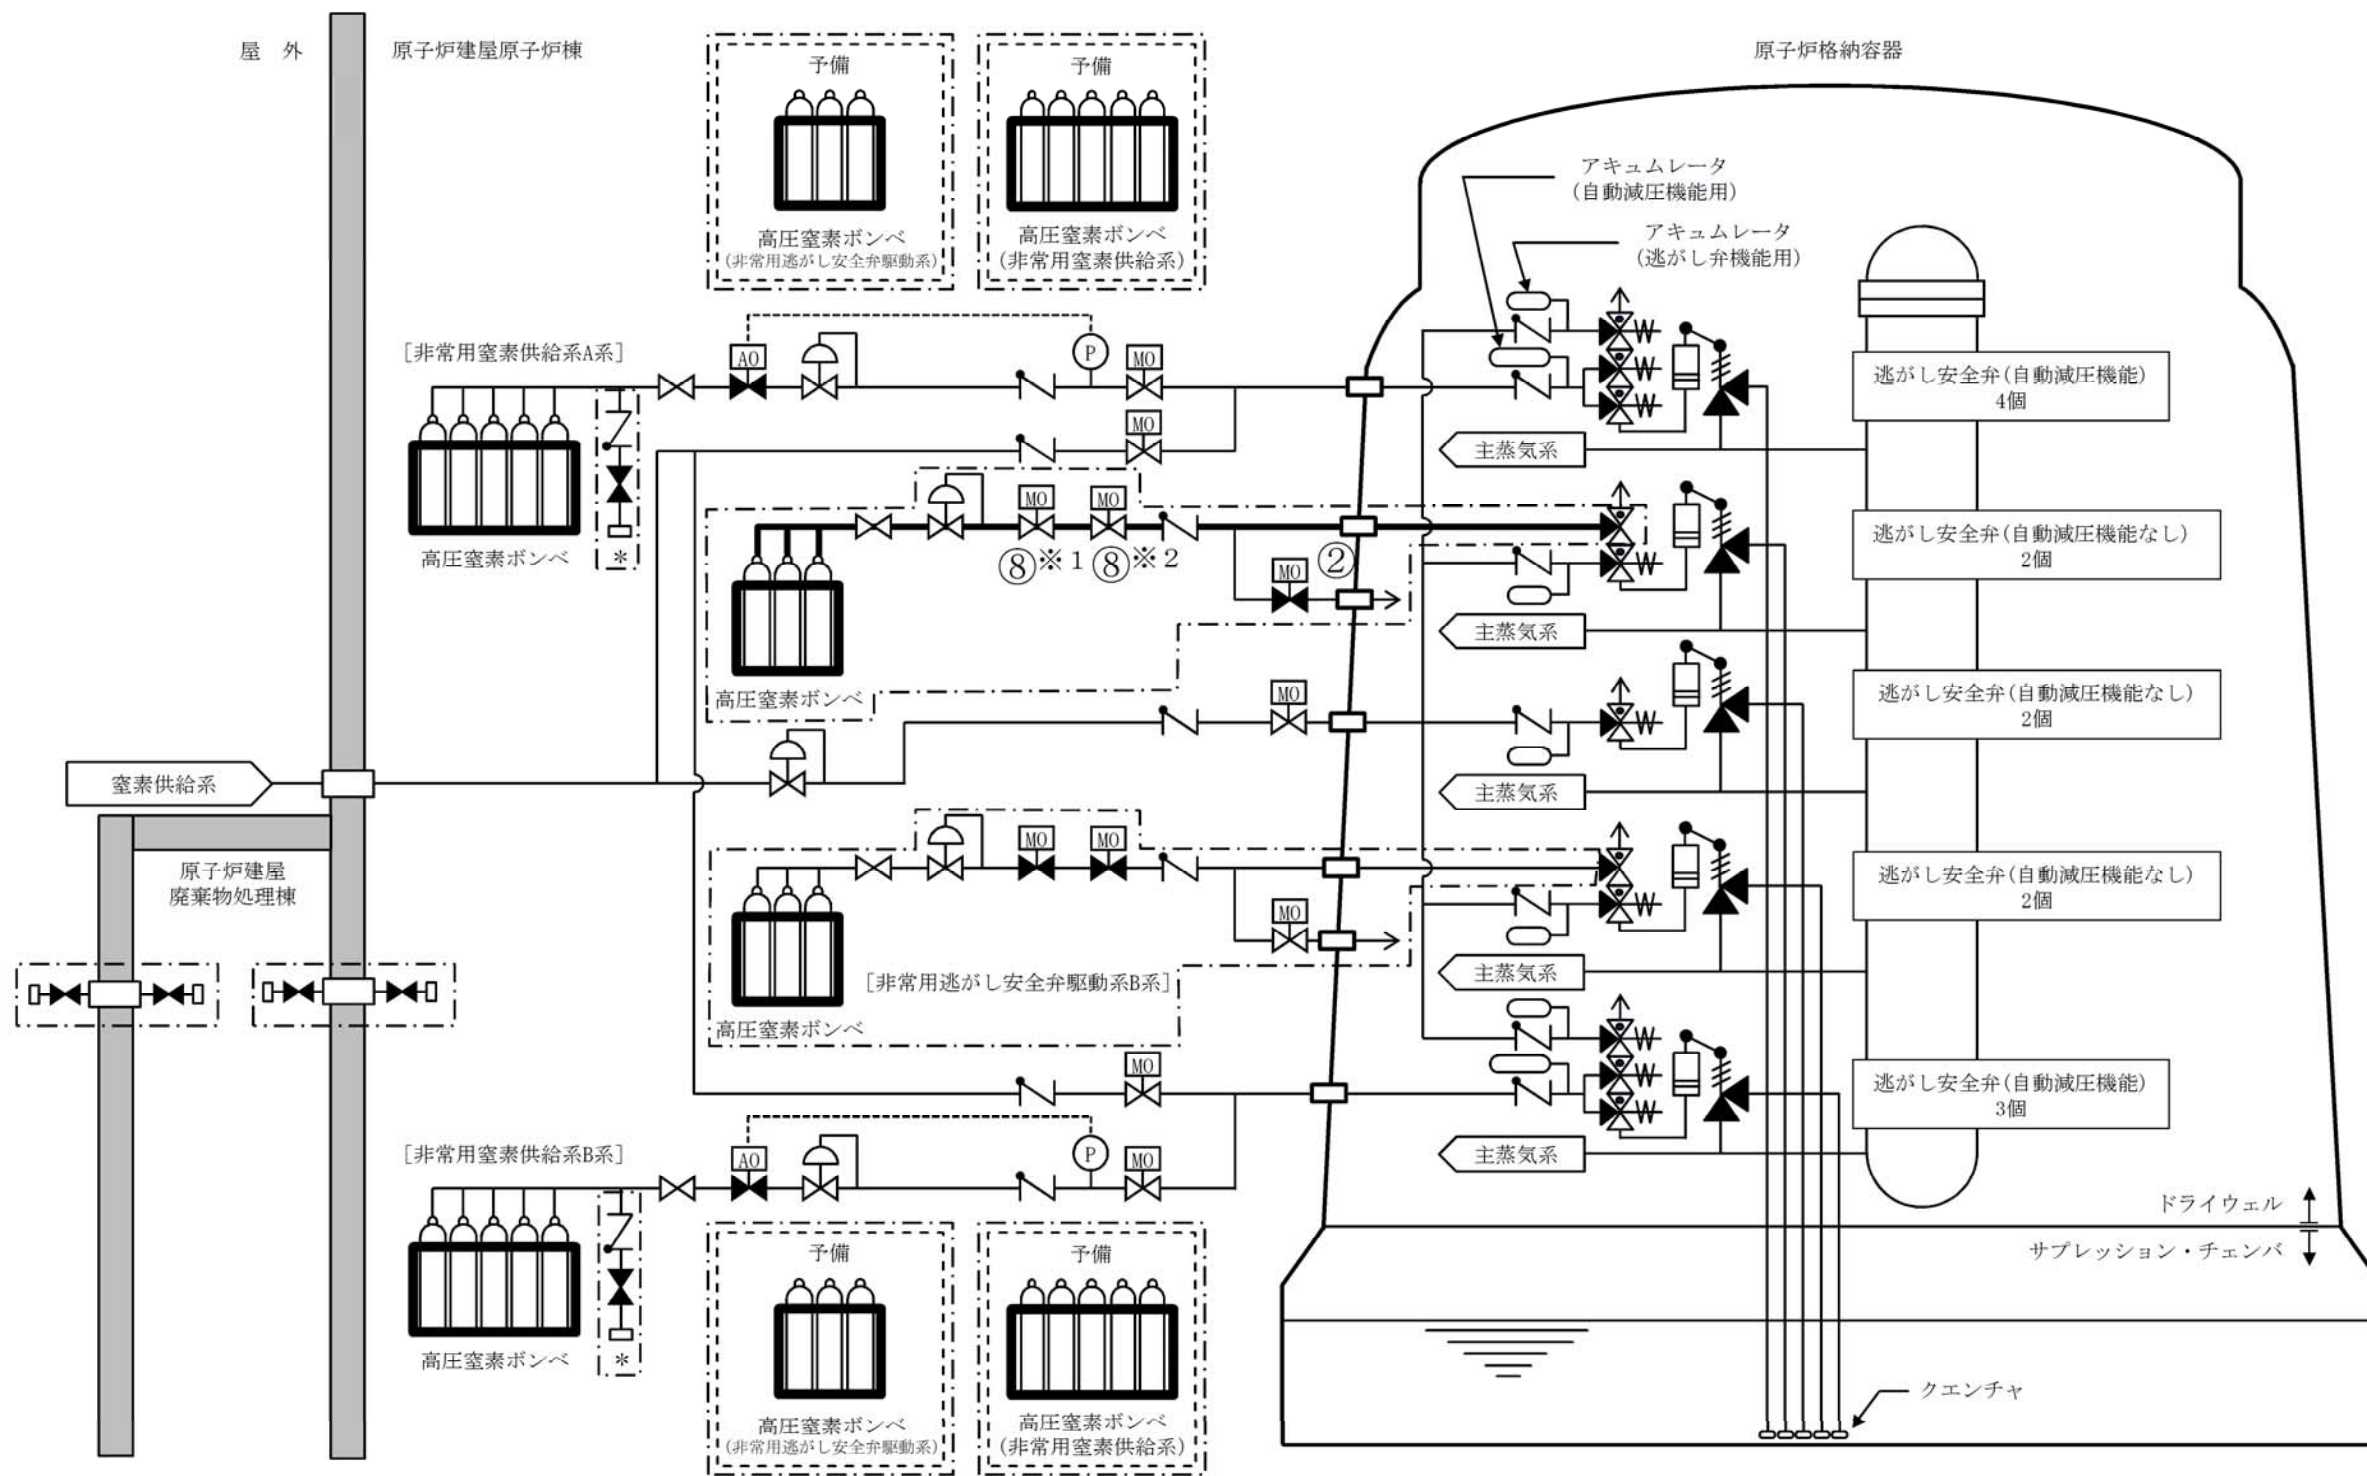 屋 外
原子炉建屋原子炉棟
予備
高圧窒素ボンベ
(非常用逃がし安全弁駆動系)
予備
高圧窒素ボンベ
(非常用窒素供給系)
原子炉格納容器
アキュムレータ
(自動減圧機能用)
アキュムレータ
(逃がし弁機能用)
[非常用窒素供給系A系]
AO
P
MO
MO
高圧窒素ボンベ
*
逃がし安全弁(自動減圧機能)
4個
主蒸気系
MO
MO
⑧※1
⑧※2
②
MO
高圧窒素ボンベ
逃がし安全弁(自動減圧機能なし)
2個
主蒸気系
MO
逃がし安全弁(自動減圧機能なし)
2個
主蒸気系
窒素供給系
原子炉建屋
廃棄物処理棟
MO
MO
MO
[非常用逃がし安全弁駆動系B系]
高圧窒素ボンベ
逃がし安全弁(自動減圧機能なし)
2個
主蒸気系
MO
逃がし安全弁(自動減圧機能)
3個
主蒸気系
[非常用窒素供給系B系]
AO
P
MO
高圧窒素ボンベ
*
予備
高圧窒素ボンベ
(非常用逃がし安全弁駆動系)
予備
高圧窒素ボンベ
(非常用窒素供給系)
ドライウェル
サプレッション・チェンバ
クエンチャ